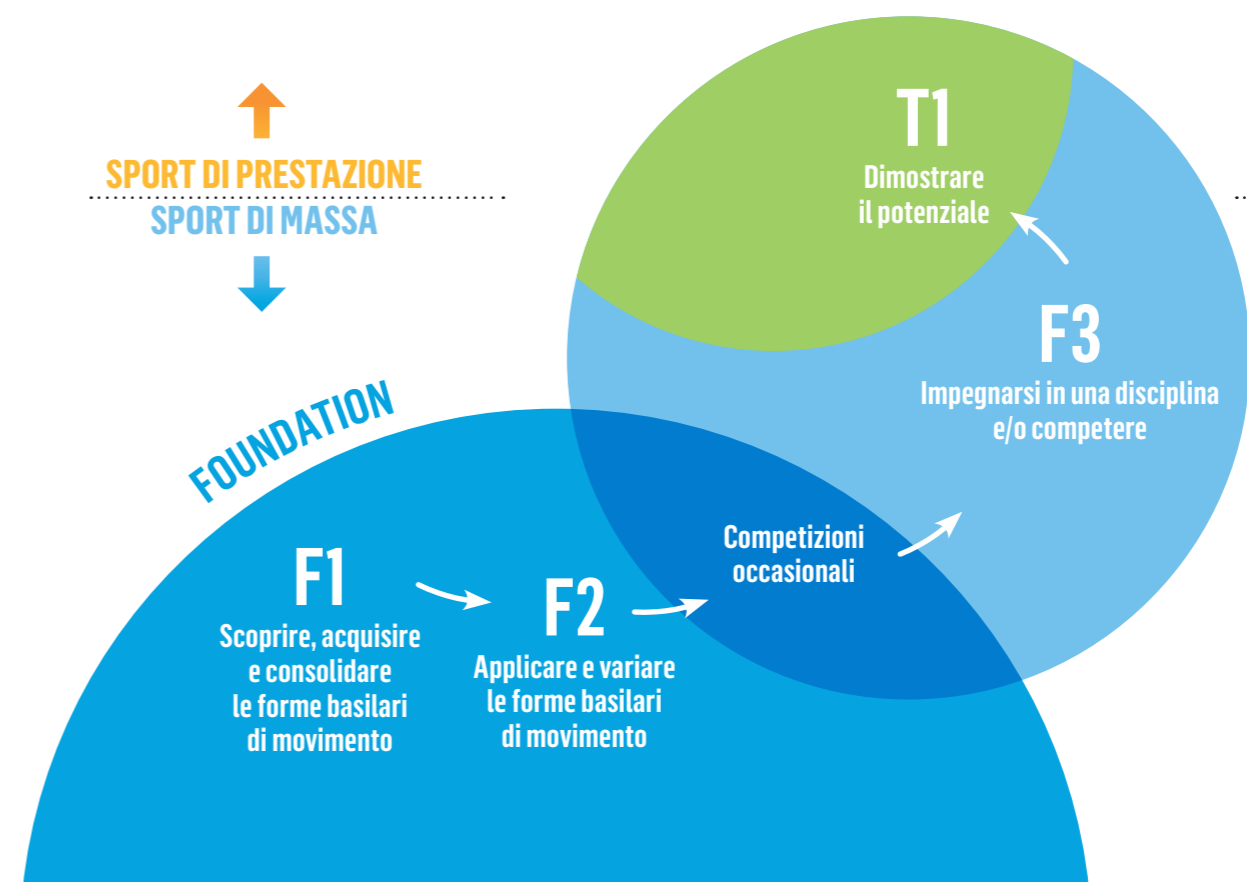 SPORT DI PRESTAZIONE
SPORT DI MASSA
T1
Dimostrare
il potenziale
F3
Impegnarsi in una disciplina
e/o competere
FOUNDATION
Competizioni
occasionali
F1
Scoprire, acquisire
e consolidare
le forme basilari
di movimento
F2
Applicare e variare
le forme basilari
di movimento